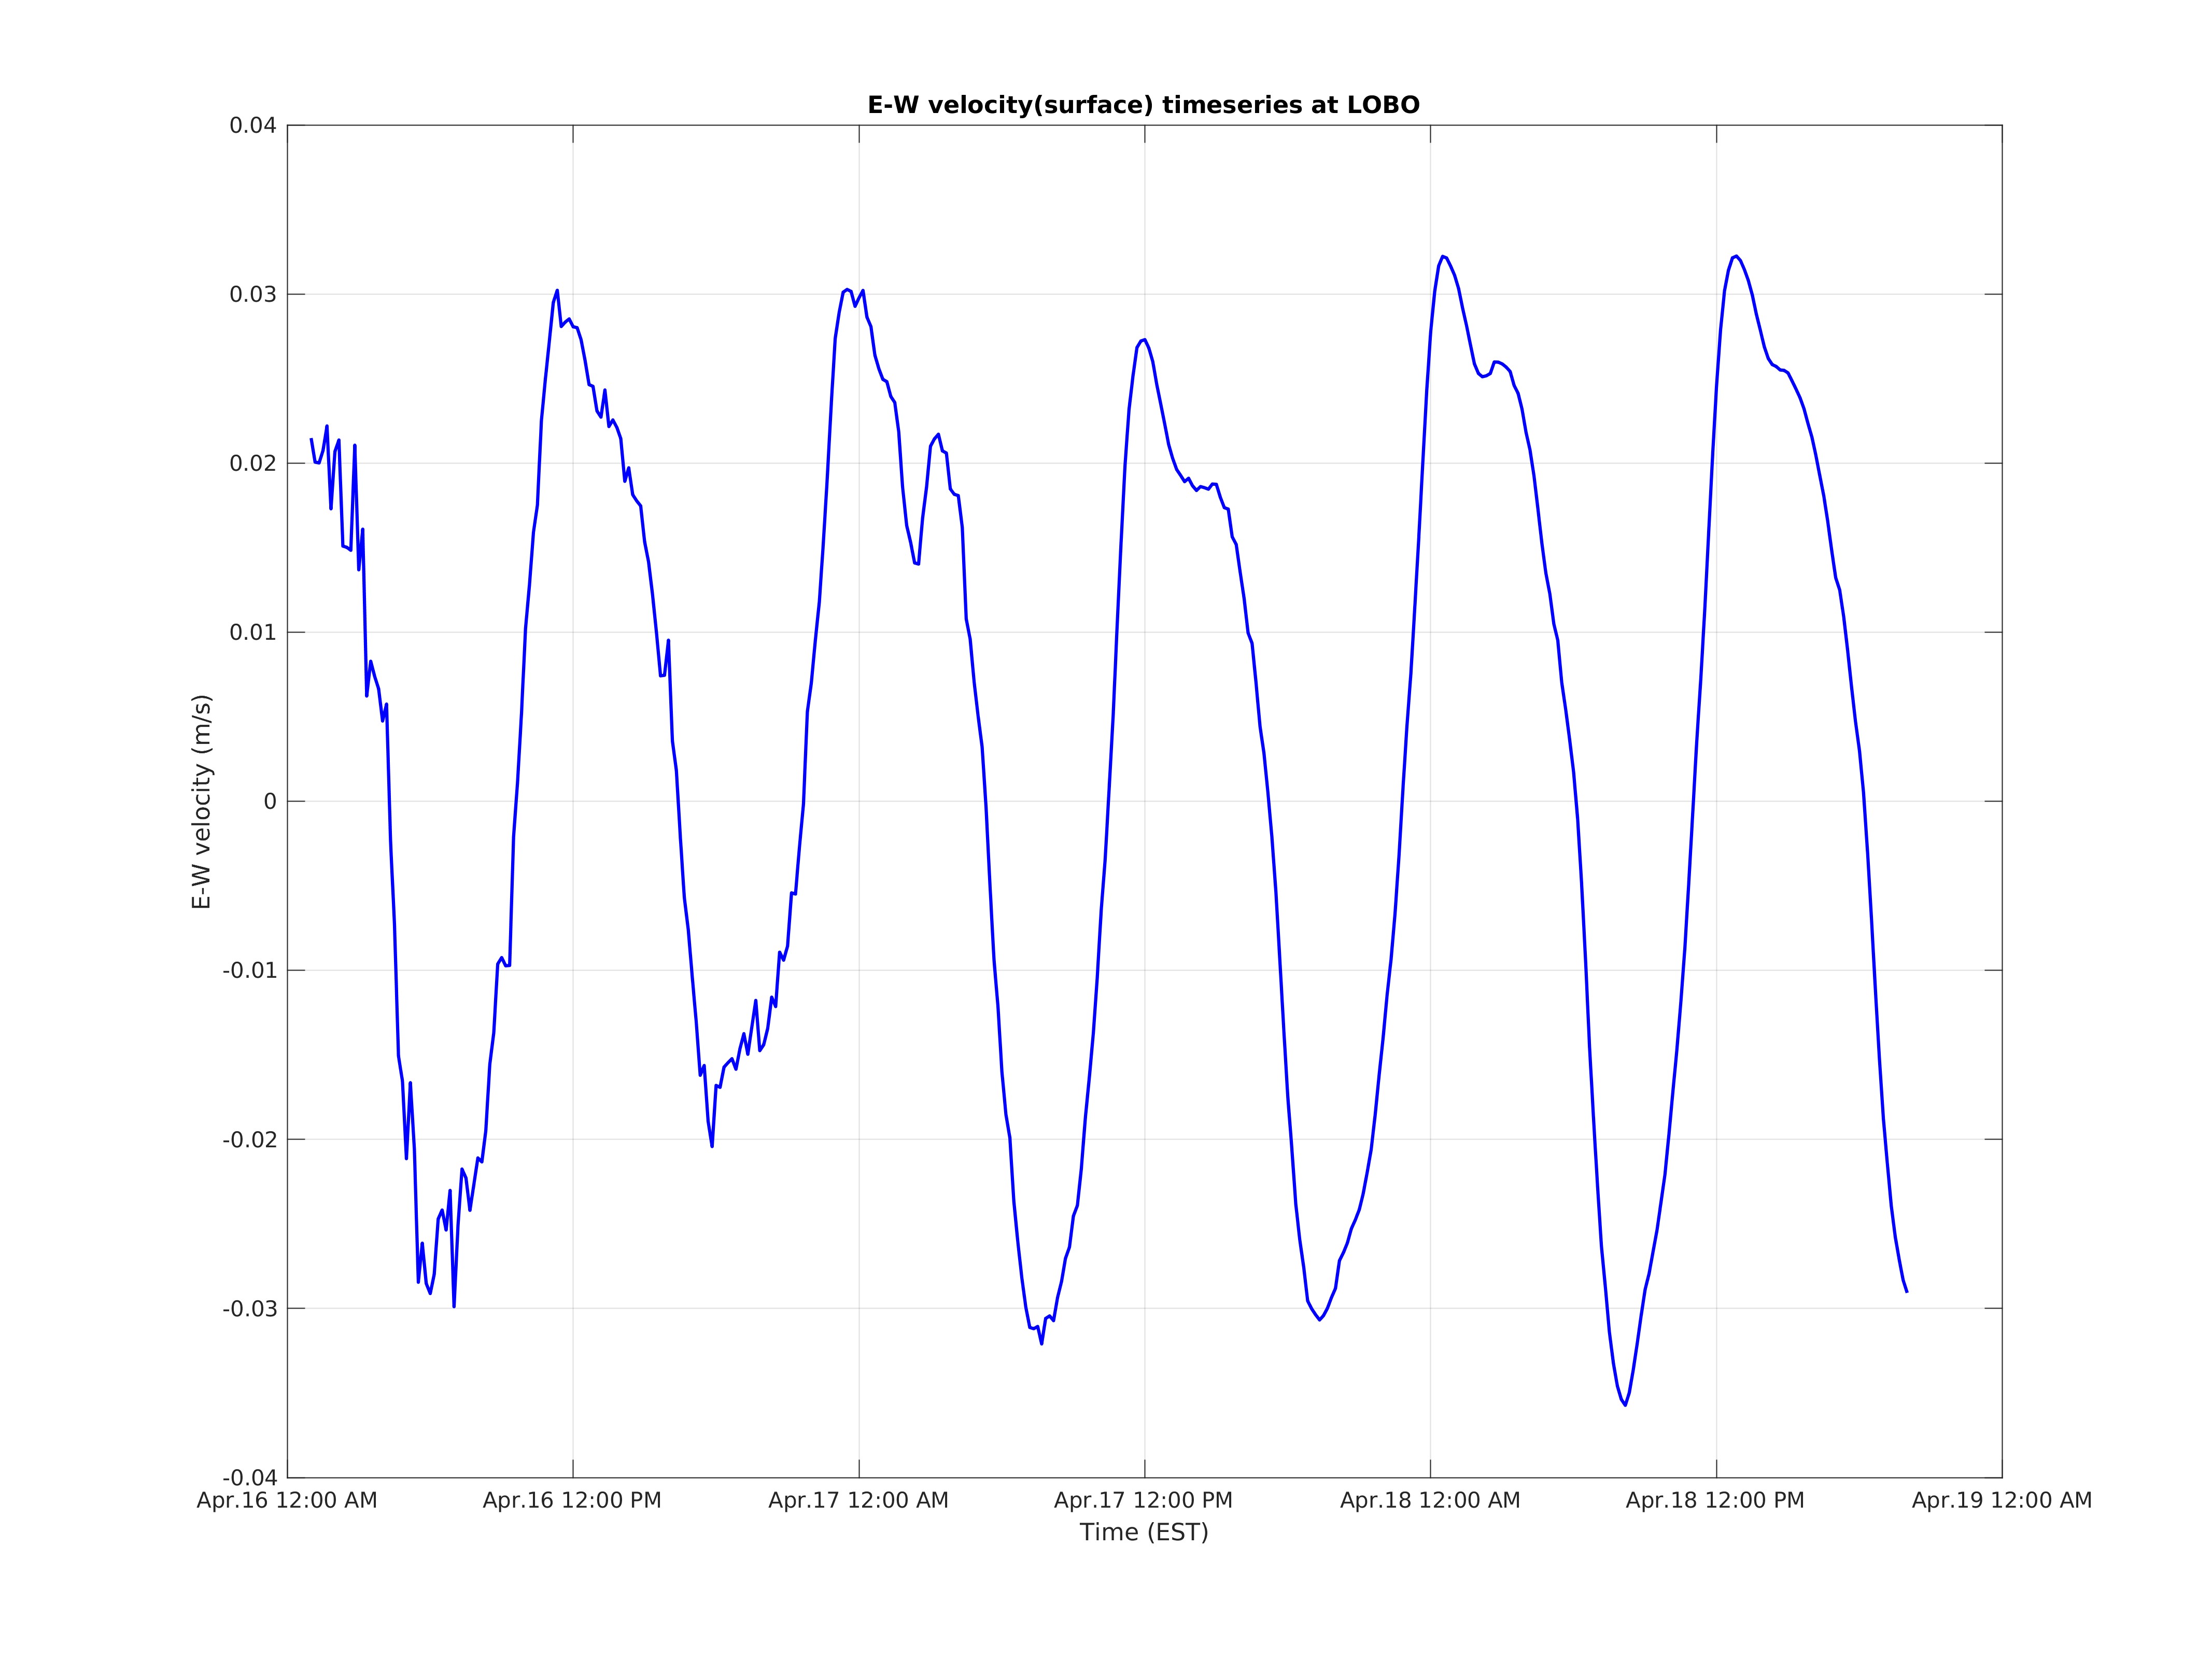 E-W velocity(surface) timeseries at LOBO
0.04
0.03
0.02
0.01
0
-0.01
-0.02
-0.03
-0.04
E-W velocity (m/s)
Apr.16 12:00 AM Apr.16 12:00 PM Apr.17 12:00 AM Apr.17 12:00 PM Apr.18 12:00 AM Apr.18 12:00 PM Apr.19 12:00 AM
Time (EST)